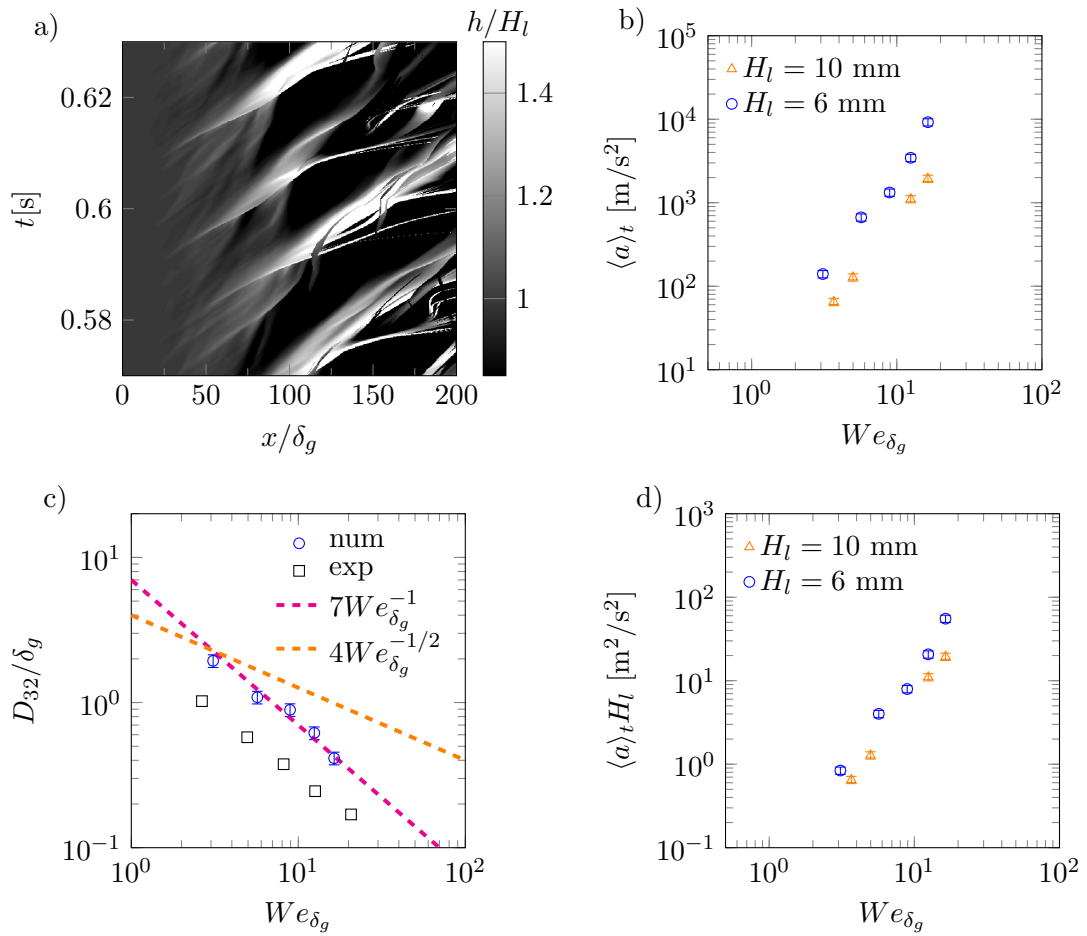 a)
h/H_l
t[s]
0.62
0.6
0.58
0 50 100 150 200
x/δ_g
1.4
1.2
1
b)
⟨a⟩_t [m/s^2]
10^5
10^4
10^3
10^2
10^1
H_l = 10 mm
H_l = 6 mm
10^0 10^1 10^2
We_{δ_g}
c)
D_{32}/δ_g
10^1
10^0
10^{-1}
num
exp
7We_{δ_g}^{-1}
4We_{δ_g}^{-1/2}
10^0 10^1 10^2
We_{δ_g}
d)
⟨a⟩_t H_l [m^2/s^2]
10^3
10^2
10^1
10^0
10^{-1}
H_l = 10 mm
H_l = 6 mm
10^0 10^1 10^2
We_{δ_g}